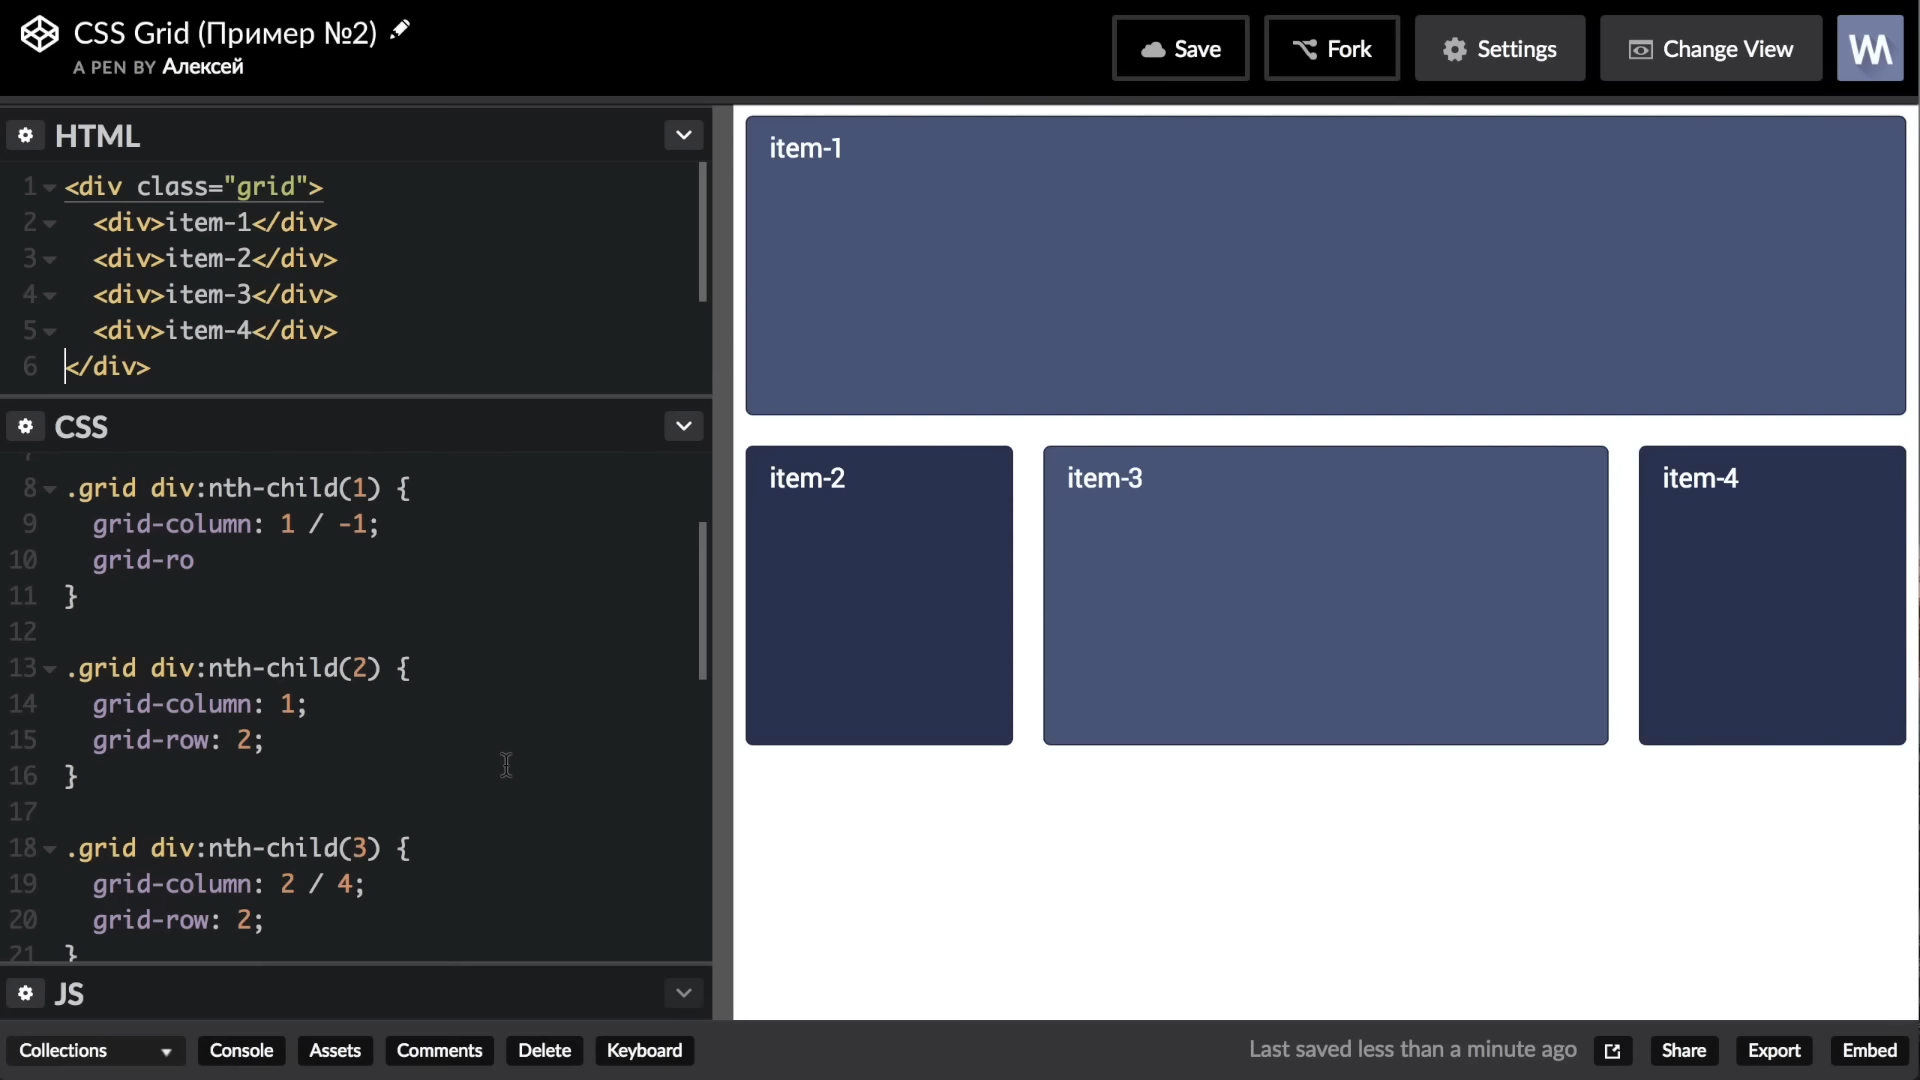 CSS Grid (Пример №2)
A PEN BY Алексей
Save
Fork
Settings
Change View
HTML
1 <div class="grid">
2 <div>item-1</div>
3 <div>item-2</div>
4 <div>item-3</div>
5 <div>item-4</div>
6 </div>
CSS
8 .grid div:nth-child(1) {
9 grid-column: 1 / -1;
10 grid-ro
11 }
12
13 .grid div:nth-child(2) {
14 grid-column: 1;
15 grid-row: 2;
16 }
17
18 .grid div:nth-child(3) {
19 grid-column: 2 / 4;
20 grid-row: 2;
21 }
JS
item-1
item-2
item-3
item-4
Collections
Console
Assets
Comments
Delete
Keyboard
Last saved less than a minute ago
Share
Export
Embed